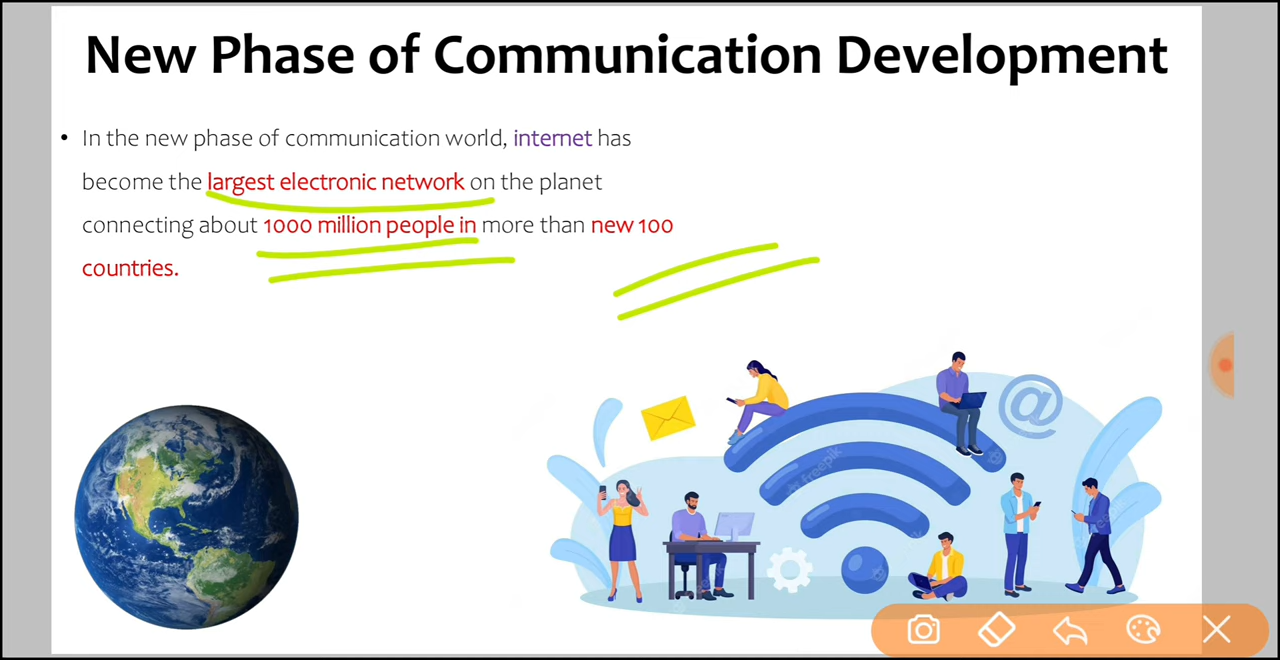 New Phase of Communication Development
• In the new phase of communication world, internet has
become the largest electronic network on the planet
connecting about 1000 million people in more than new 100
countries.
@
freepik